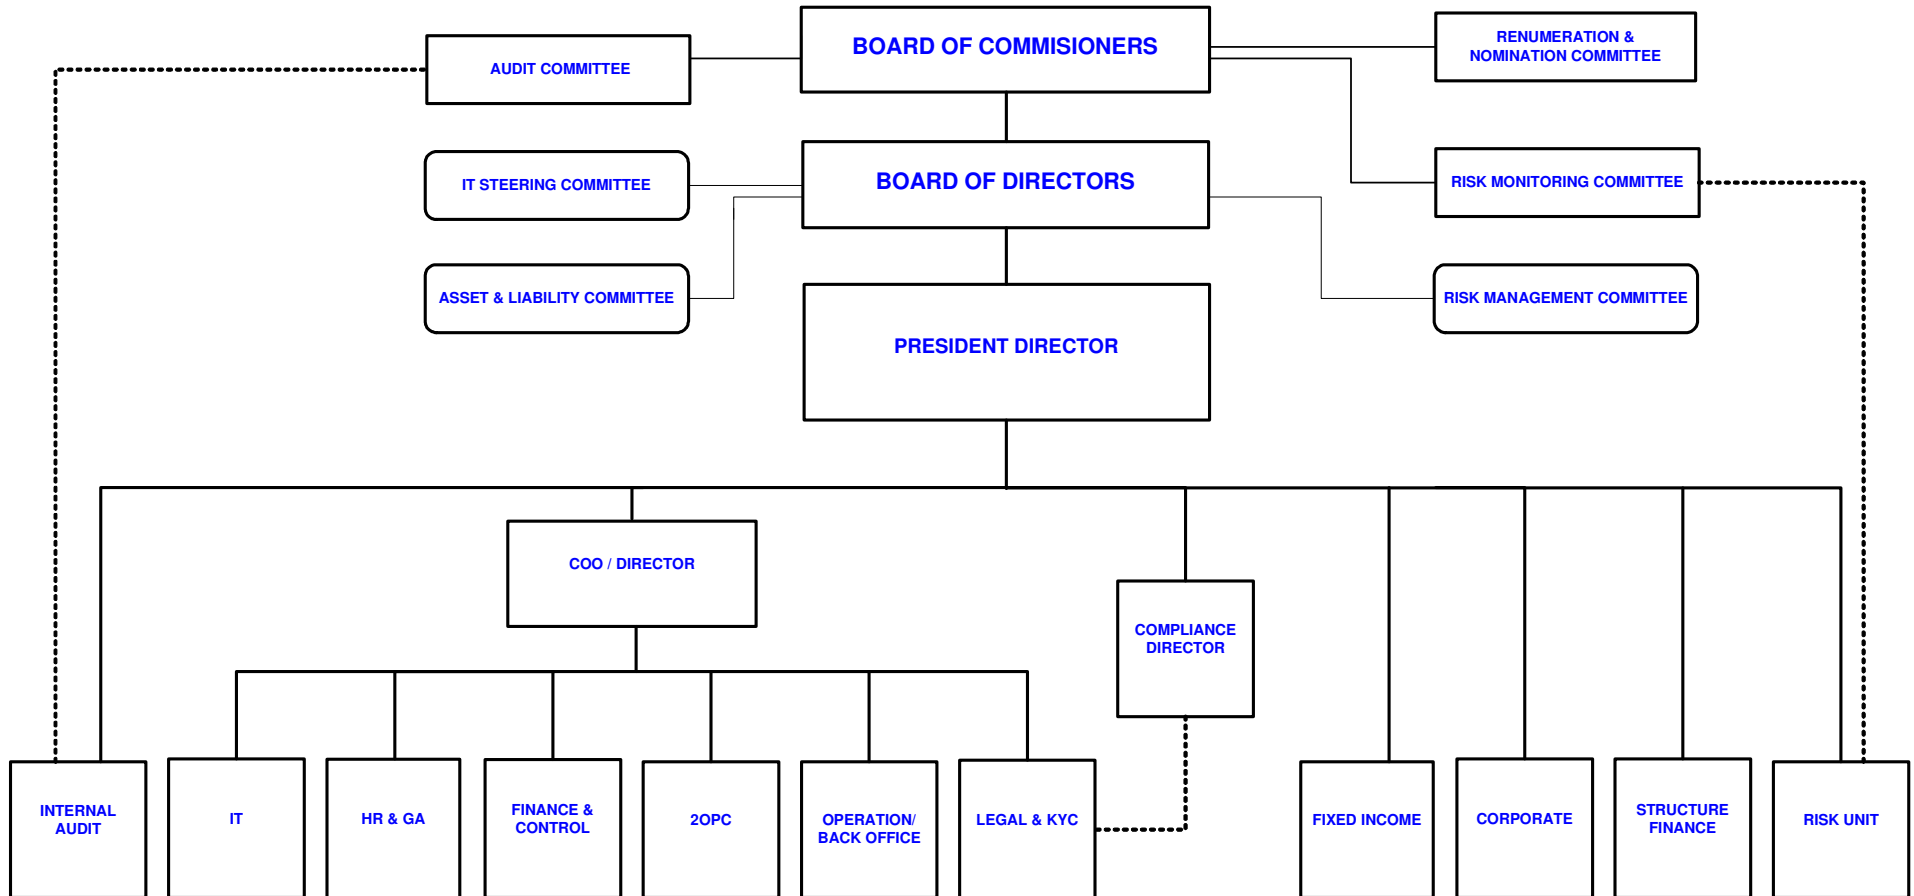 BOARD OF COMMISIONERS
RENUMERATION &
NOMINATION COMMITTEE
AUDIT COMMITTEE
IT STEERING COMMITTEE
BOARD OF DIRECTORS
RISK MONITORING COMMITTEE
ASSET & LIABILITY COMMITTEE
RISK MANAGEMENT COMMITTEE
PRESIDENT DIRECTOR
COO / DIRECTOR
COMPLIANCE
DIRECTOR
INTERNAL
AUDIT
IT
HR & GA
FINANCE &
CONTROL
2OPC
OPERATION/
BACK OFFICE
LEGAL & KYC
FIXED INCOME
CORPORATE
STRUCTURE
FINANCE
RISK UNIT